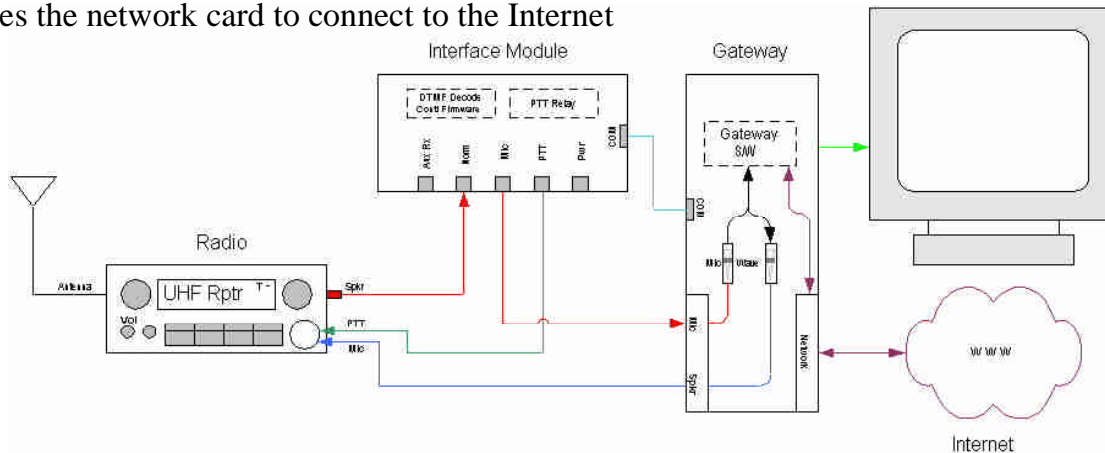 es the network card to connect to the Internet
Interface Module
Gateway
DTMF Decode
Contl Firmware
PTT Relay
COM
Aux Rx
Norm
Mic
PTT
Pwr
Gateway
S/W
COM
Radio
Antenna
UHF Rptr T -
Vol
Spkr
PTT
Mic
Mic
Wave
Mic
Spkr
Network
W W W
Internet